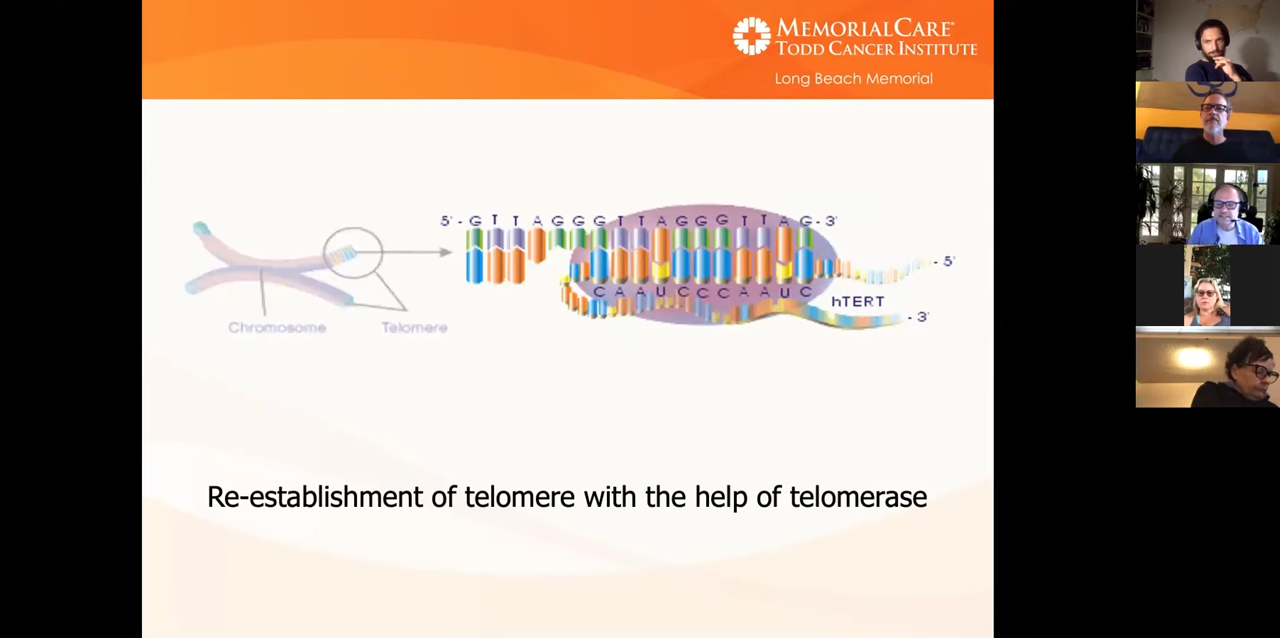 MEMORIALCARE®
TODD CANCER INSTITUTE
Long Beach Memorial
5'-G T T A G G G T T A G G G T T A G-3'
- 5'
C A A U C C C A A U C
hTERT
- 3'
Chromosome
Telomere
Re-establishment of telomere with the help of telomerase